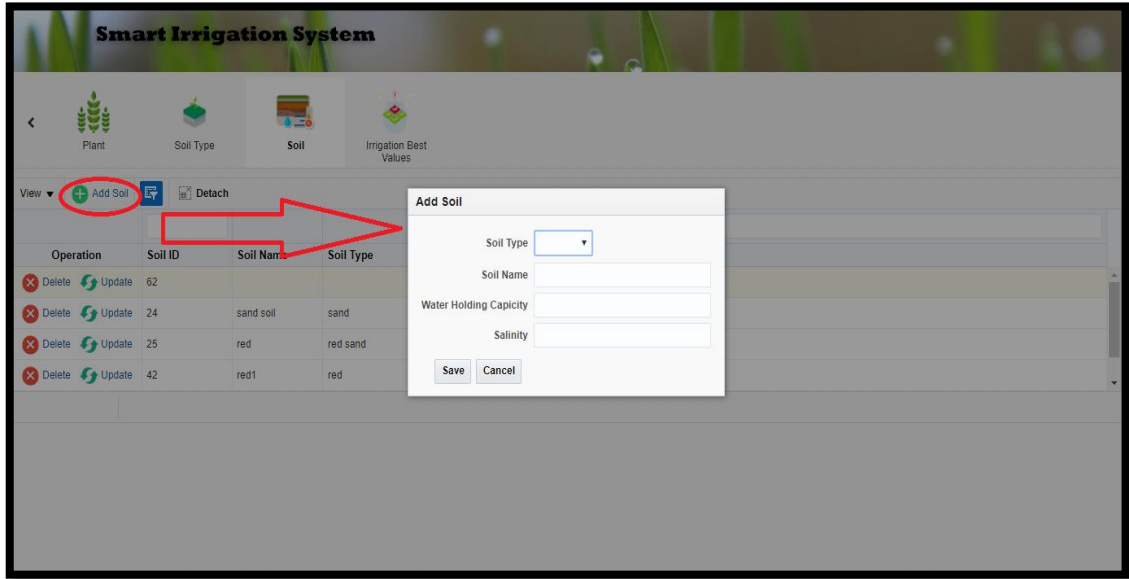 Smart Irrigation System
Plant
Soil Type
Soil
Irrigation Best
Values
View
Add Soil
Detach
Operation Soil ID Soil Name Soil Type
Delete Update 62
Delete Update 24 sand soil sand
Delete Update 25 red red sand
Delete Update 42 red1 red
Add Soil
Soil Type
Soil Name
Water Holding Capicity
Salinity
Save Cancel